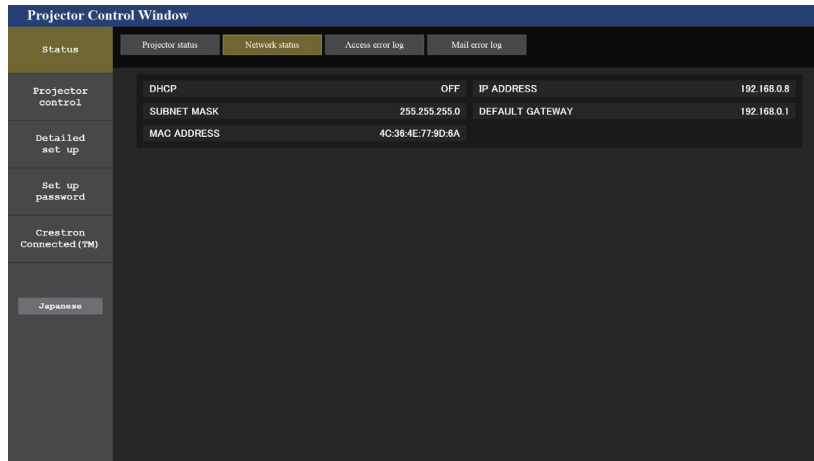 Projector Control Window
Status
Projector status Network status Access error log Mail error log
Projector
control
Detailed
set up
Set up
password
Crestron
Connected(TM)
Japanese
DHCP OFF IP ADDRESS 192.168.0.8
SUBNET MASK 255.255.255.0 DEFAULT GATEWAY 192.168.0.1
MAC ADDRESS 4C:36:4E:77:9D:6A